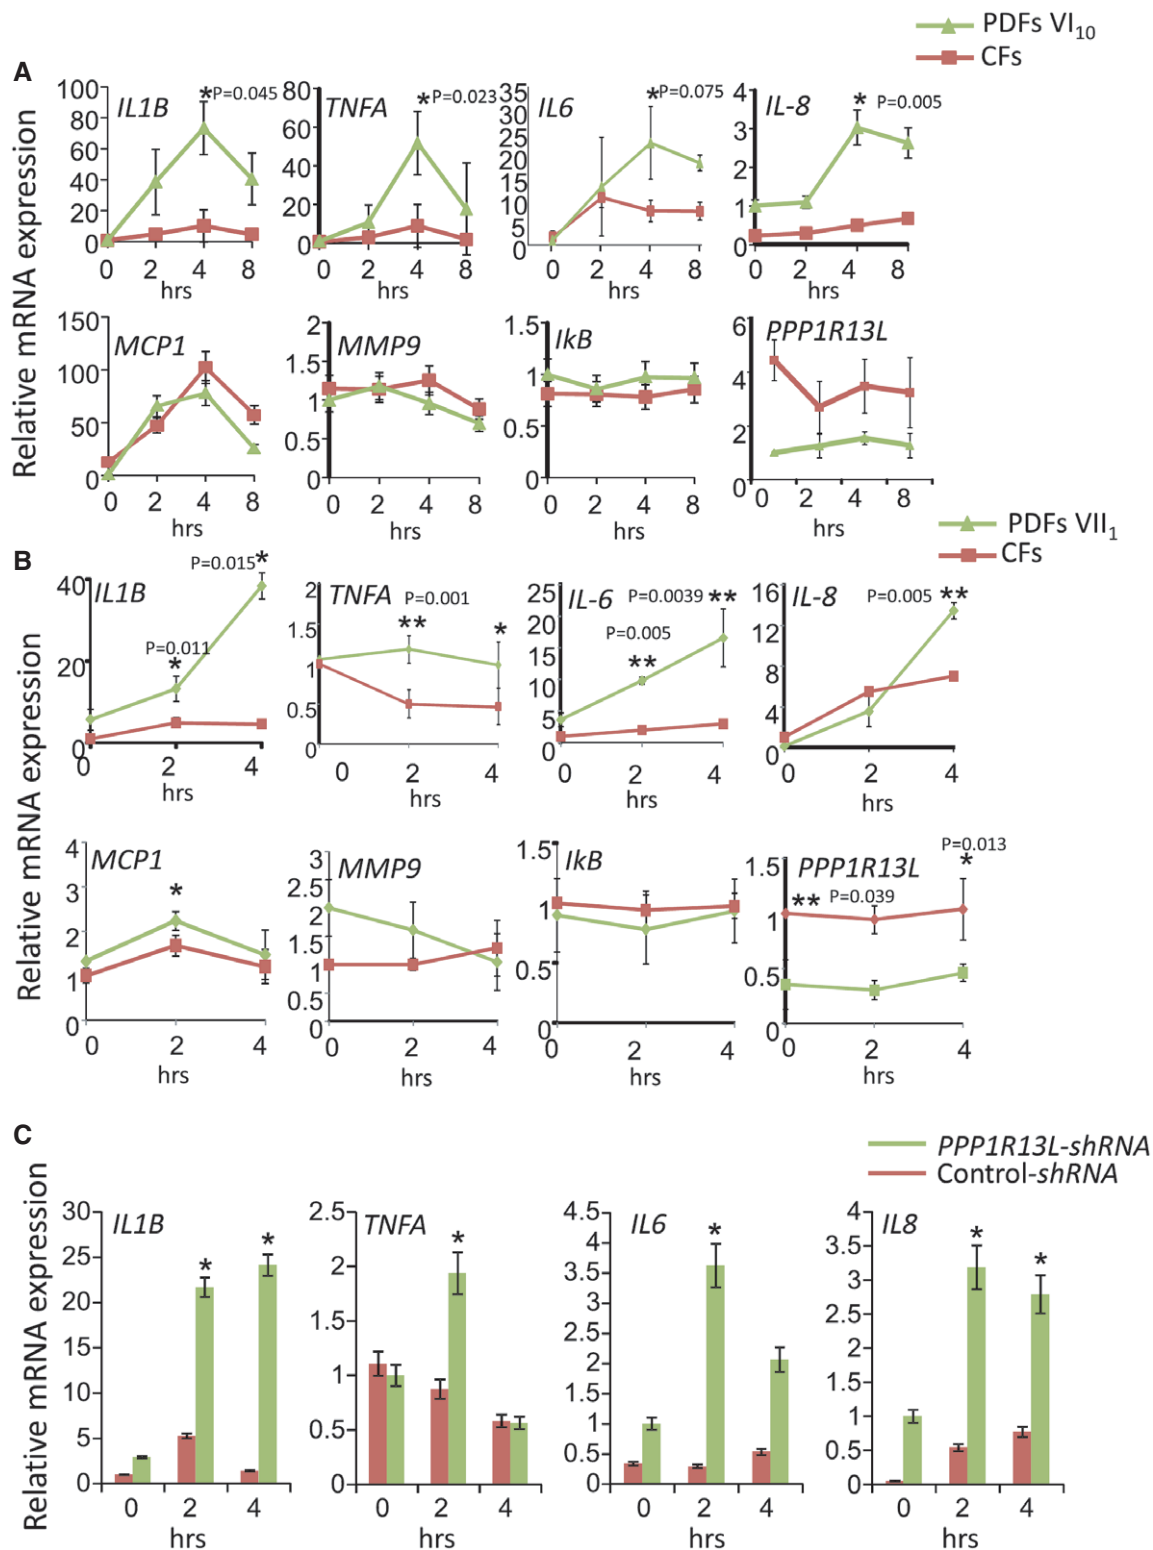 PDFs VI10
CFs
A
Relative mRNA expression
IL1B
*P=0.045
100
80
60
40
20
0
0 2 4 8
hrs
TNFA
*P=0.023
80
60
40
20
0
0 2 4 8
hrs
IL6
*P=0.075
35
30
25
20
15
10
5
0
0 2 4 8
hrs
IL-8
* P=0.005
4
3
2
1
0
0 2 4 8
hrs
MCP1
150
100
50
0
0 2 4 8
hrs
MMP9
2
1.5
1
0.5
0
0 2 4 8
hrs
IkB
1.5
1
0.5
0
0 2 4 8
hrs
PPP1R13L
6
4
2
0
0 2 4 8
hrs
PDFs VII1
CFs
B
Relative mRNA expression
P=0.015*
IL1B
P=0.011
*
40
20
0
0 2 4
hrs
TNFA P=0.001
** *
2
1.5
1
0.5
0
0 2 4
hrs
IL-6 P=0.0039 **
P=0.005
**
25
20
15
10
5
0
0 2 4
hrs
IL-8 P=0.005 **
16
12
8
4
0
0 2 4
hrs
MCP1
*
4
3
2
1
0
0 2 4
hrs
MMP9
3
2.5
2
1.5
1
0.5
0
0 2 4
hrs
IkB
1.5
1
0.5
0
0 2 4
hrs
P=0.013
PPP1R13L *
** P=0.039
1.5
1
0.5
0
0 2 4
hrs
C
PPP1R13L-shRNA
Control-shRNA
Relative mRNA expression
IL1B
* *
30
25
20
15
10
5
0
0 2 4
hrs
TNFA
*
2.5
2
1.5
1
0.5
0
0 2 4
hrs
IL6
*
4.5
4
3.5
3
2.5
2
1.5
1
0.5
0
0 2 4
hrs
IL8
* *
4
3.5
3
2.5
2
1.5
1
0.5
0
0 2 4
hrs